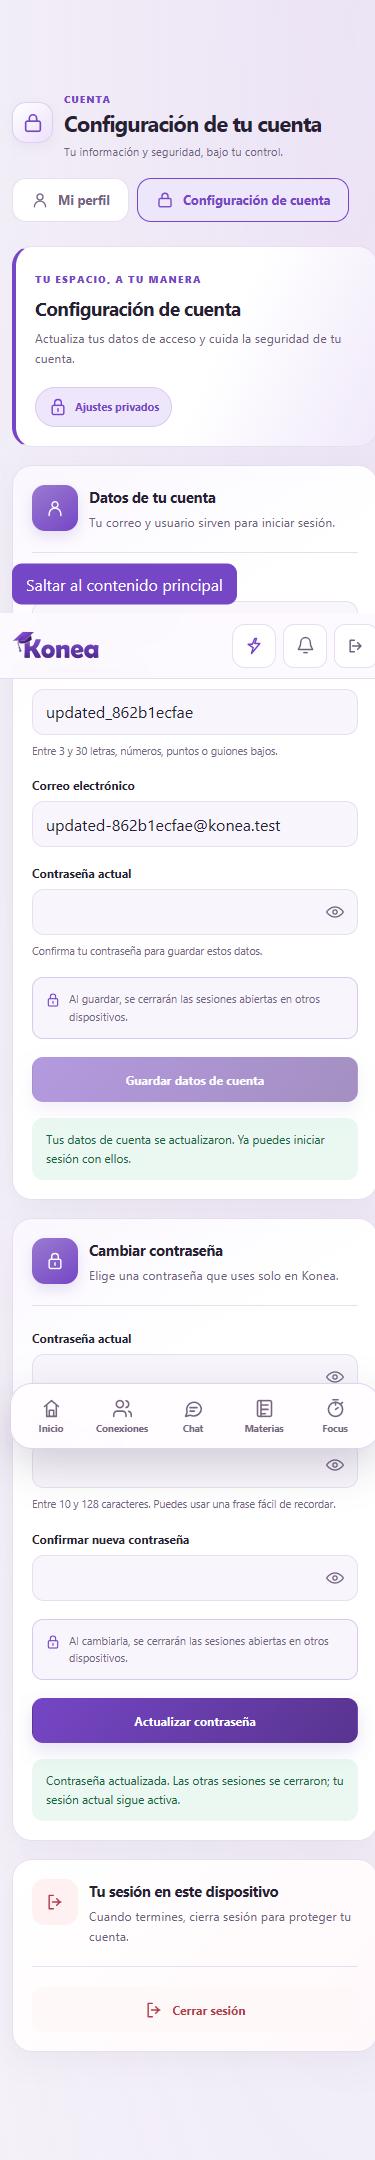 CUENTA
Configuración de tu cuenta
Tu información y seguridad, bajo tu control.
Mi perfil
Configuración de cuenta
TU ESPACIO, A TU MANERA
Configuración de cuenta
Actualiza tus datos de acceso y cuida la seguridad de tu
cuenta.
Ajustes privados
Datos de tu cuenta
Tu correo y usuario sirven para iniciar sesión.
Saltar al contenido principal
Konea
updated_862b1ecfae
Entre 3 y 30 letras, números, puntos o guiones bajos.
Correo electrónico
updated-862b1ecfae@konea.test
Contraseña actual
Confirma tu contraseña para guardar estos datos.
Al guardar, se cerrarán las sesiones abiertas en otros
dispositivos.
Guardar datos de cuenta
Tus datos de cuenta se actualizaron. Ya puedes iniciar
sesión con ellos.
Cambiar contraseña
Elige una contraseña que uses solo en Konea.
Contraseña actual
Inicio
Conexiones
Chat
Materias
Focus
Entre 10 y 128 caracteres. Puedes usar una frase fácil de recordar.
Confirmar nueva contraseña
Al cambiarla, se cerrarán las sesiones abiertas en otros
dispositivos.
Actualizar contraseña
Contraseña actualizada. Las otras sesiones se cerraron; tu
sesión actual sigue activa.
Tu sesión en este dispositivo
Cuando termines, cierra sesión para proteger tu
cuenta.
Cerrar sesión